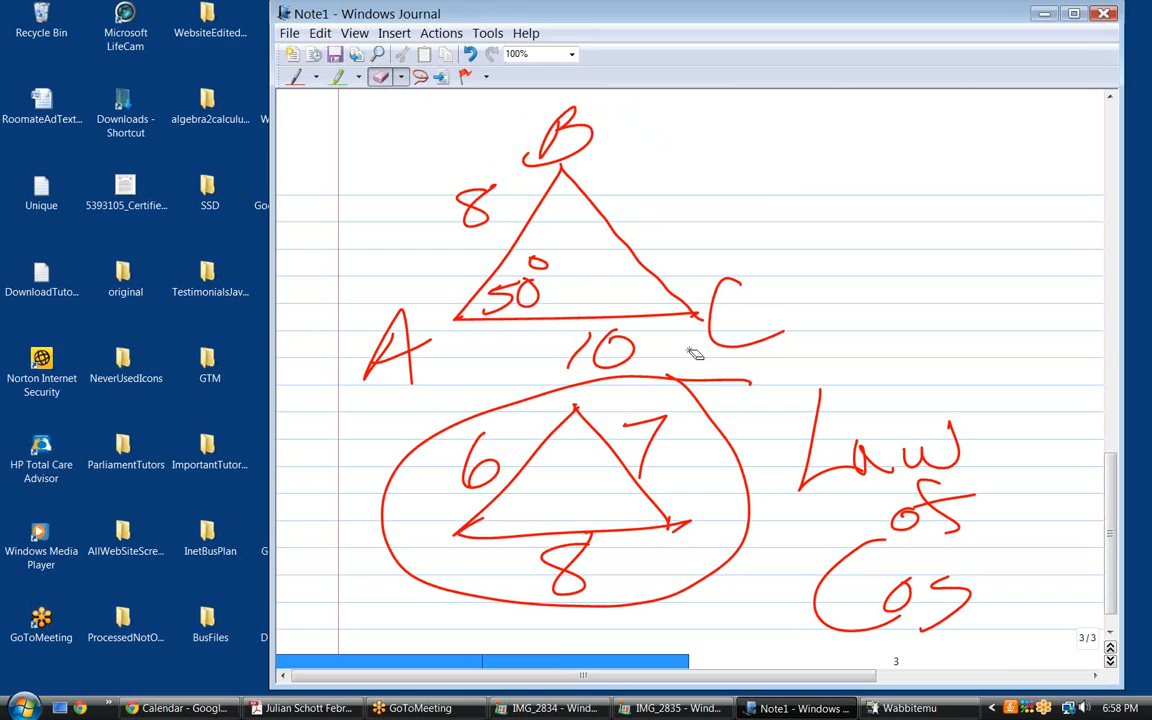 Recycle Bin
Microsoft LifeCam
WebsiteEdited...
RoomateAdText...
Downloads - Shortcut
algebra2calculu...
W
Unique
5393105_Certifie...
SSD
Go
DownloadTuto...
original
TestimonialsJav...
Norton Internet Security
NeverUsedIcons
GTM
HP Total Care Advisor
ParliamentTutors
ImportantTutor...
Windows Media Player
AllWebSiteScre...
InetBusPlan
G
GoToMeeting
ProcessedNotO...
BusFiles
D
Note1 - Windows Journal
File Edit View Insert Actions Tools Help
100%
B
8
50°
A
C
10
6
7
8
Law
of
Cos
3/3
3
Calendar - Googl...
Julian Schott Febr...
GoToMeeting
IMG_2834 - Wind...
IMG_2835 - Wind...
Note1 - Windows ...
Wabbitemu
6:58 PM